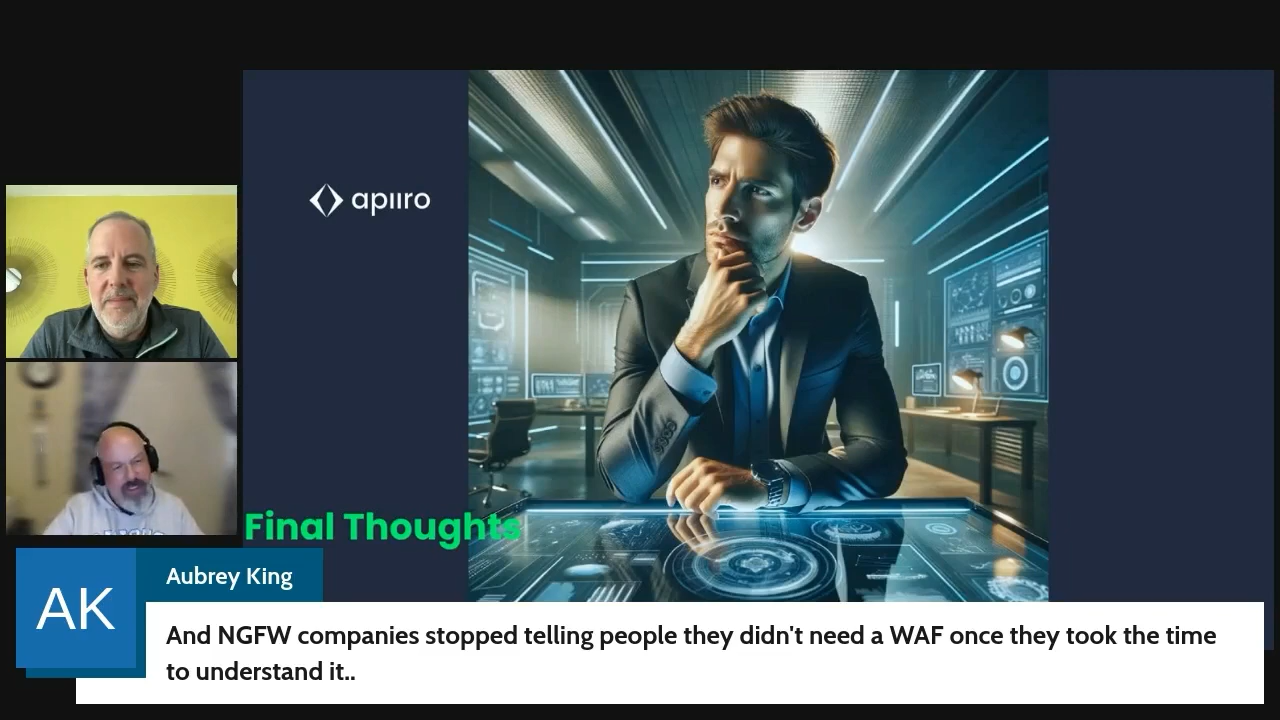 apiiro
Final Thoughts
AK
Aubrey King
And NGFW companies stopped telling people they didn't need a WAF once they took the time
to understand it..